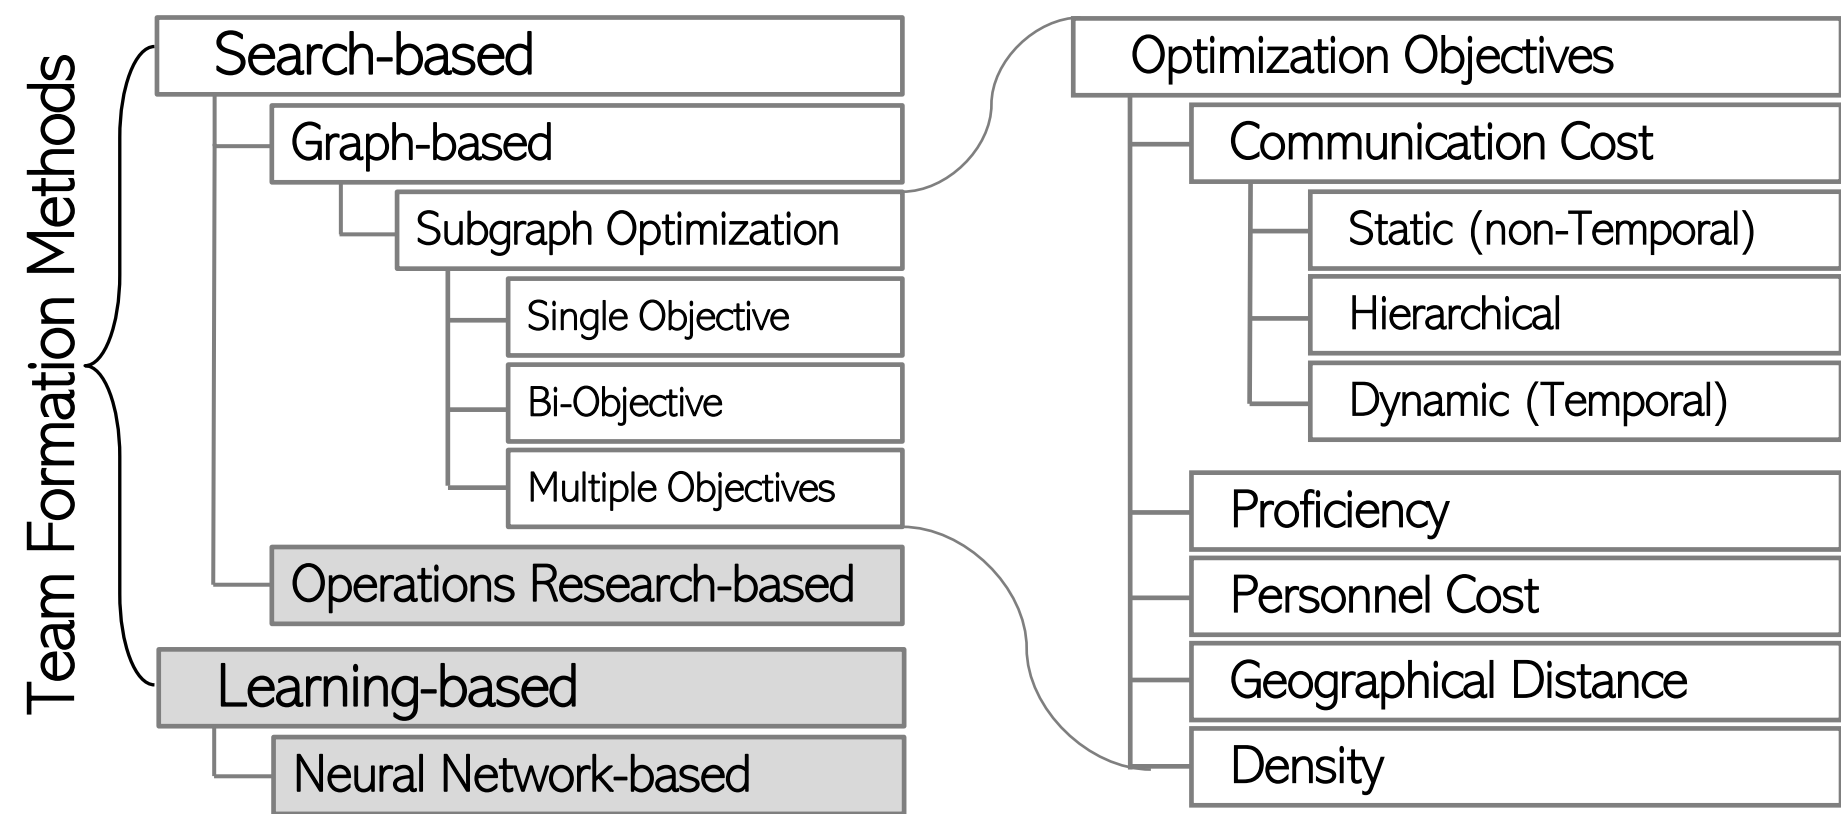 Team Formation Methods
Search-based
Graph-based
Subgraph Optimization
Single Objective
Bi-Objective
Multiple Objectives
Operations Research-based
Learning-based
Neural Network-based
Optimization Objectives
Communication Cost
Static (non-Temporal)
Hierarchical
Dynamic (Temporal)
Proficiency
Personnel Cost
Geographical Distance
Density